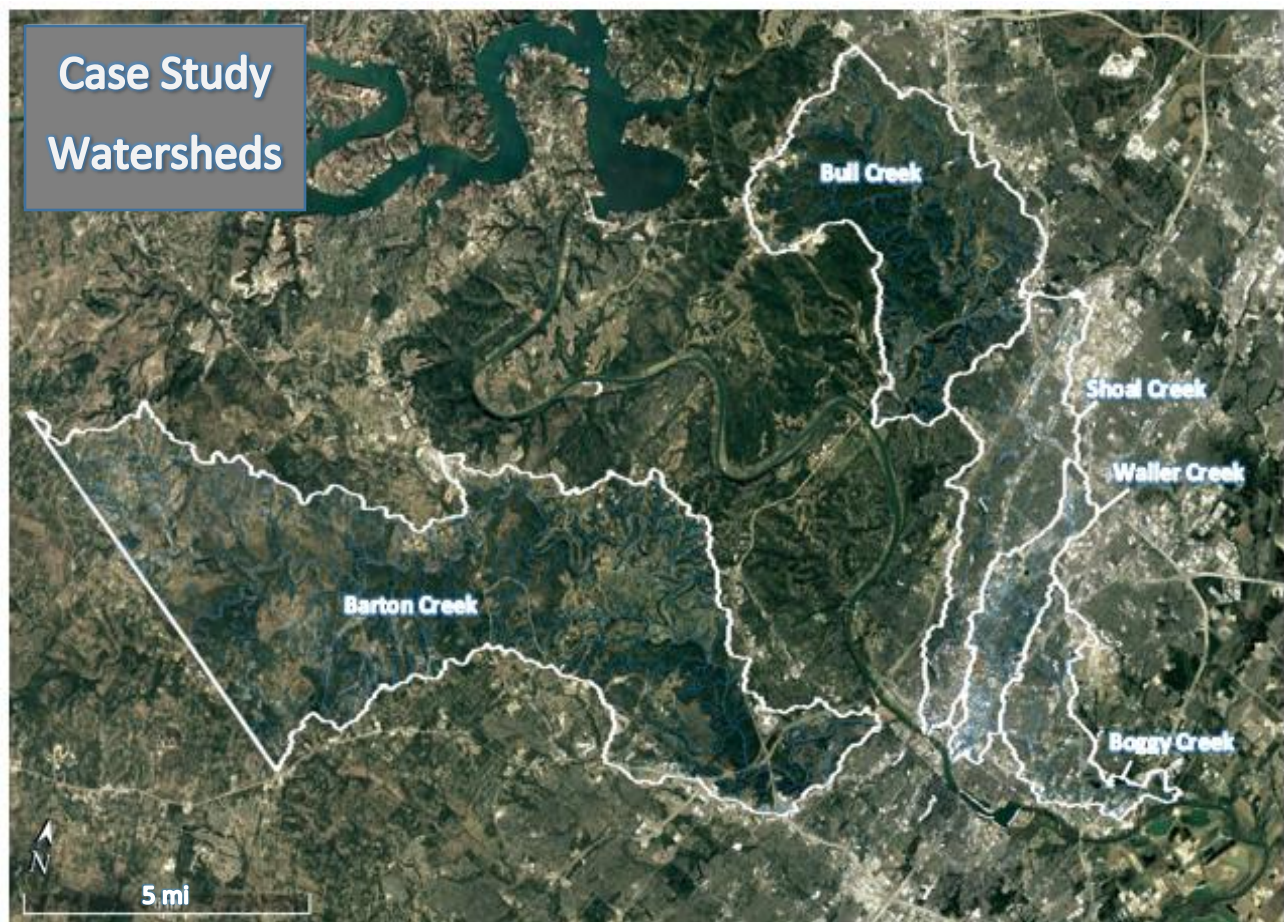 Case Study
Watersheds
Bull Creek
Shoal Creek
Waller Creek
Barton Creek
Boggy Creek
N
5 mi